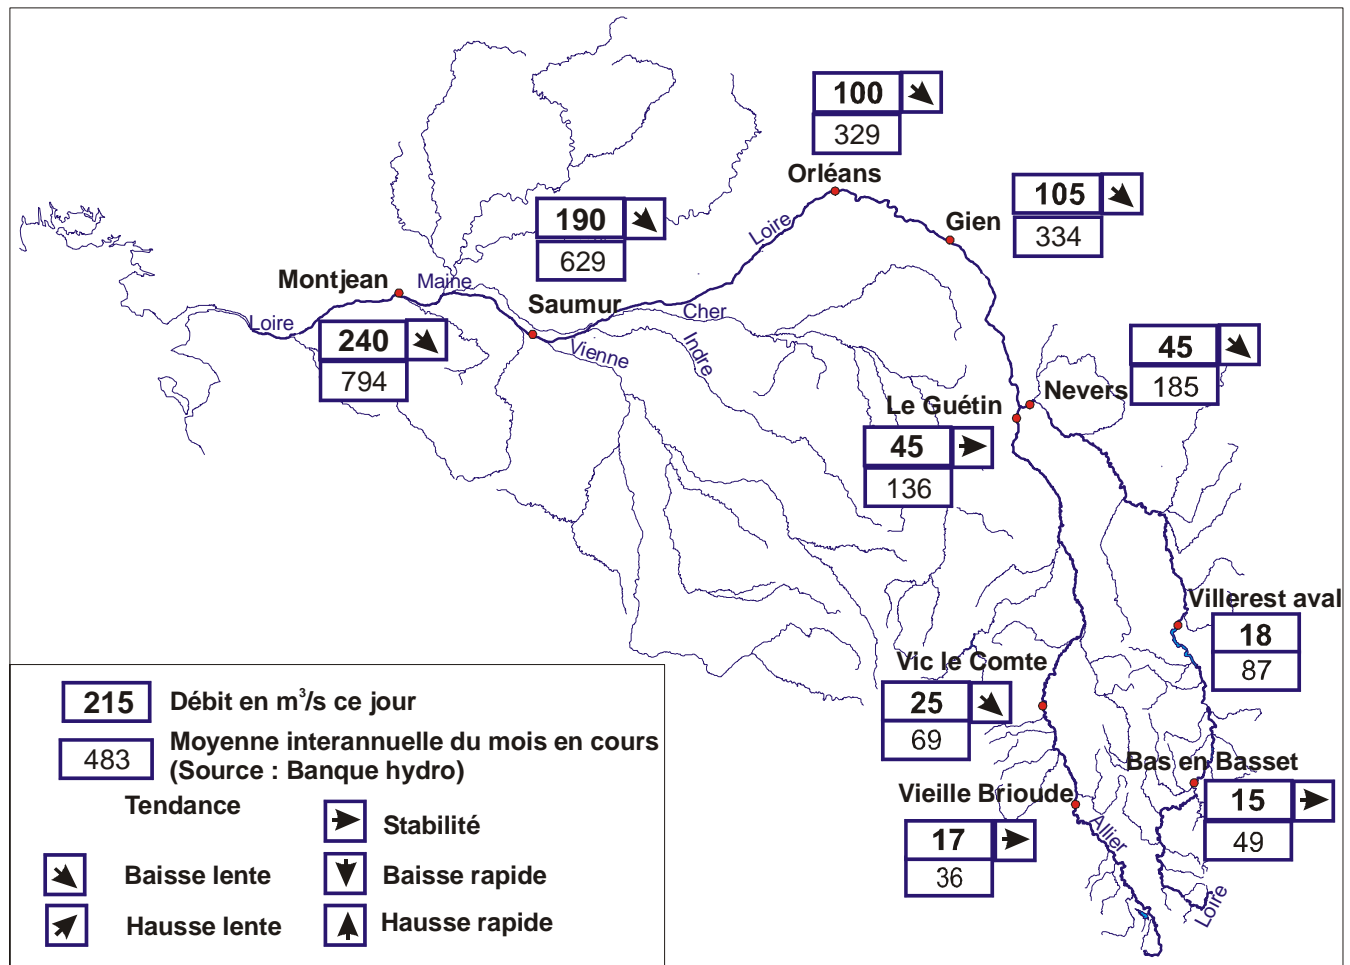 100
329
Orléans
105
334
Gien
190
629
Loire
Montjean
Maine
Saumur
Cher
Loire
240
794
Vienne
Indre
45
185
Nevers
Le Guétin
45
136
Villerest aval
18
87
Vic le Comte
25
69
Bas en Basset
15
49
Vieille Brioude
17
36
Allier
Loire
215 Débit en m³/s ce jour
483 Moyenne interannuelle du mois en cours
(Source : Banque hydro)
Tendance
Stabilité
Baisse lente
Baisse rapide
Hausse lente
Hausse rapide